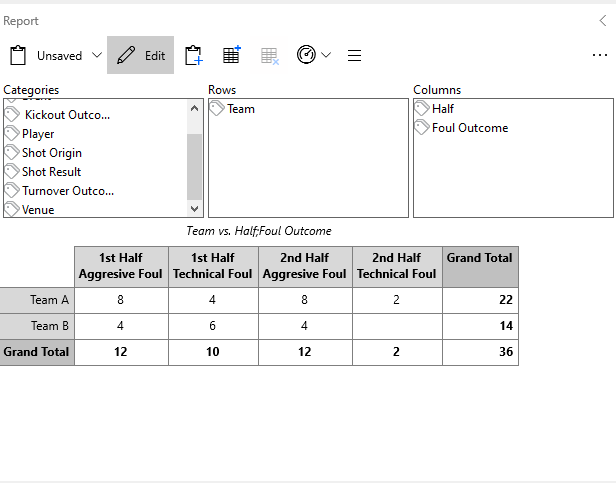 Report
Unsaved Edit
Categories Rows Columns
Kickout Outco...
Player
Shot Origin
Shot Result
Turnover Outco...
Venue
Team
Half
Foul Outcome
Team vs. Half;Foul Outcome
1st Half 1st Half 2nd Half 2nd Half Grand Total
Aggresive Foul Technical Foul Aggresive Foul Technical Foul
Team A 8 4 8 2 22
Team B 4 6 4 14
Grand Total 12 10 12 2 36